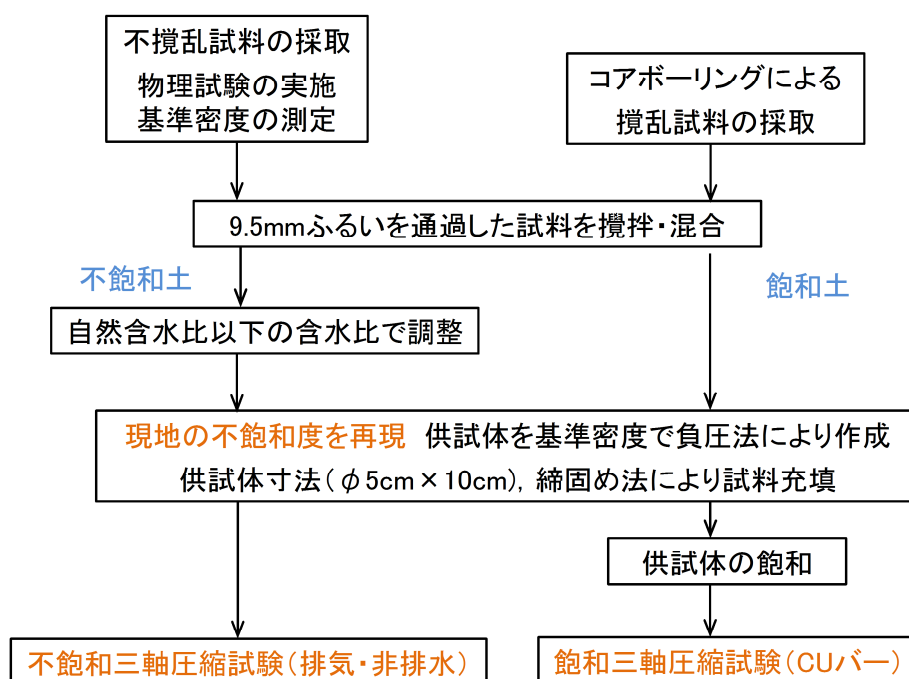 不攪乱試料の採取
物理試験の実施
基準密度の測定
コアボーリングによる
攪乱試料の採取
9.5mmふるいを通過した試料を攪拌・混合
不飽和土
飽和土
自然含水比以下の含水比で調整
現地の不飽和度を再現 供試体を基準密度で負圧法により作成
供試体寸法(φ5cm×10cm), 締固め法により試料充填
供試体の飽和
不飽和三軸圧縮試験(排気・非排水)
飽和三軸圧縮試験(CUバー)